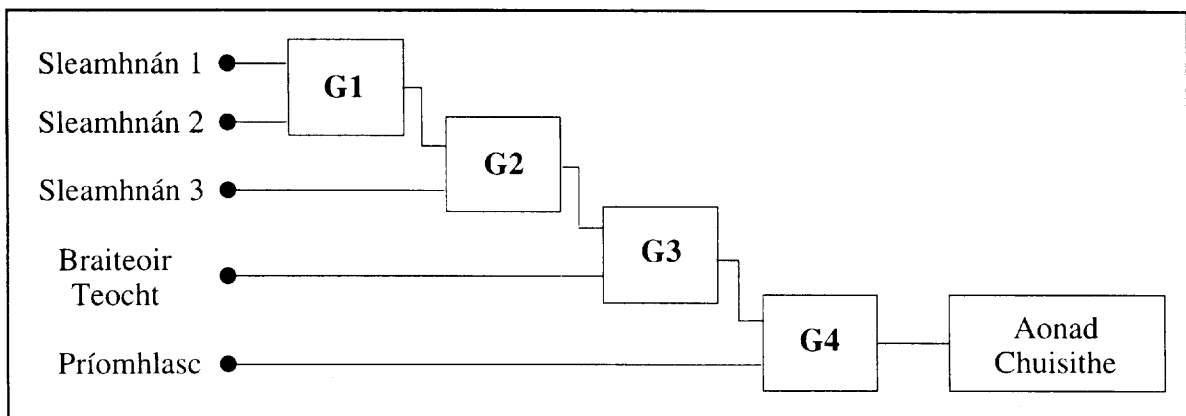 Sleamhnán 1
G1
Sleamhnán 2
G2
Sleamhnán 3
G3
Braiteoir
Teocht
G4
Aonad
Chuisithe
Príomhlasc